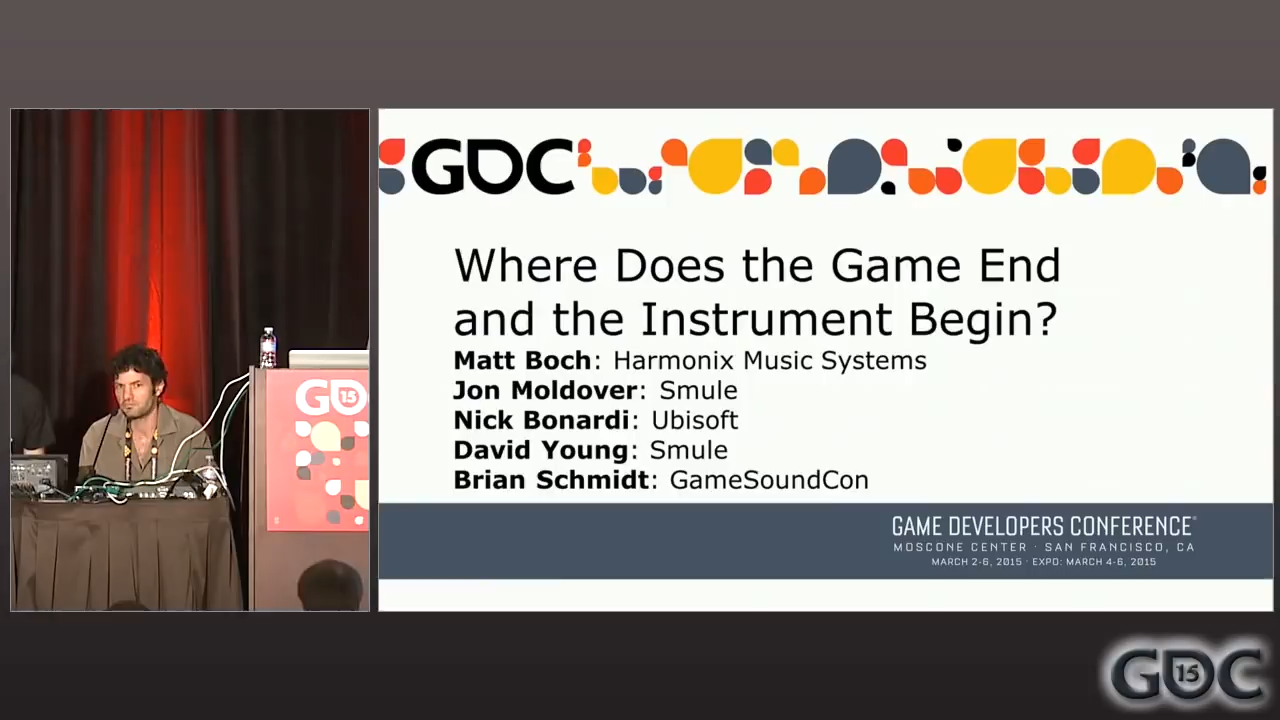 GDC
Where Does the Game End
and the Instrument Begin?
Matt Boch: Harmonix Music Systems
Jon Moldover: Smule
Nick Bonardi: Ubisoft
David Young: Smule
Brian Schmidt: GameSoundCon
GAME DEVELOPERS CONFERENCE®
MOSCONE CENTER · SAN FRANCISCO, CA
MARCH 2-6, 2015 · EXPO: MARCH 4-6, 2015
GDC 15
GDC 15